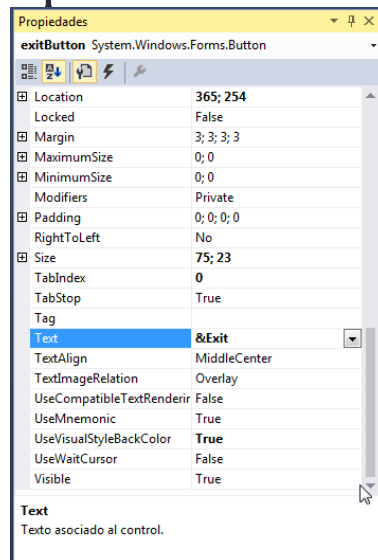 Propiedades
exitButton System.Windows.Forms.Button
Location 365; 254
Locked False
Margin 3; 3; 3; 3
MaximumSize 0; 0
MinimumSize 0; 0
Modifiers Private
Padding 0; 0; 0; 0
RightToLeft No
Size 75; 23
TabIndex 0
TabStop True
Tag
Text &Exit
TextAlign MiddleCenter
TextImageRelation Overlay
UseCompatibleTextRenderir False
UseMnemonic True
UseVisualStyleBackColor True
UseWaitCursor False
Visible True
Text
Texto asociado al control.